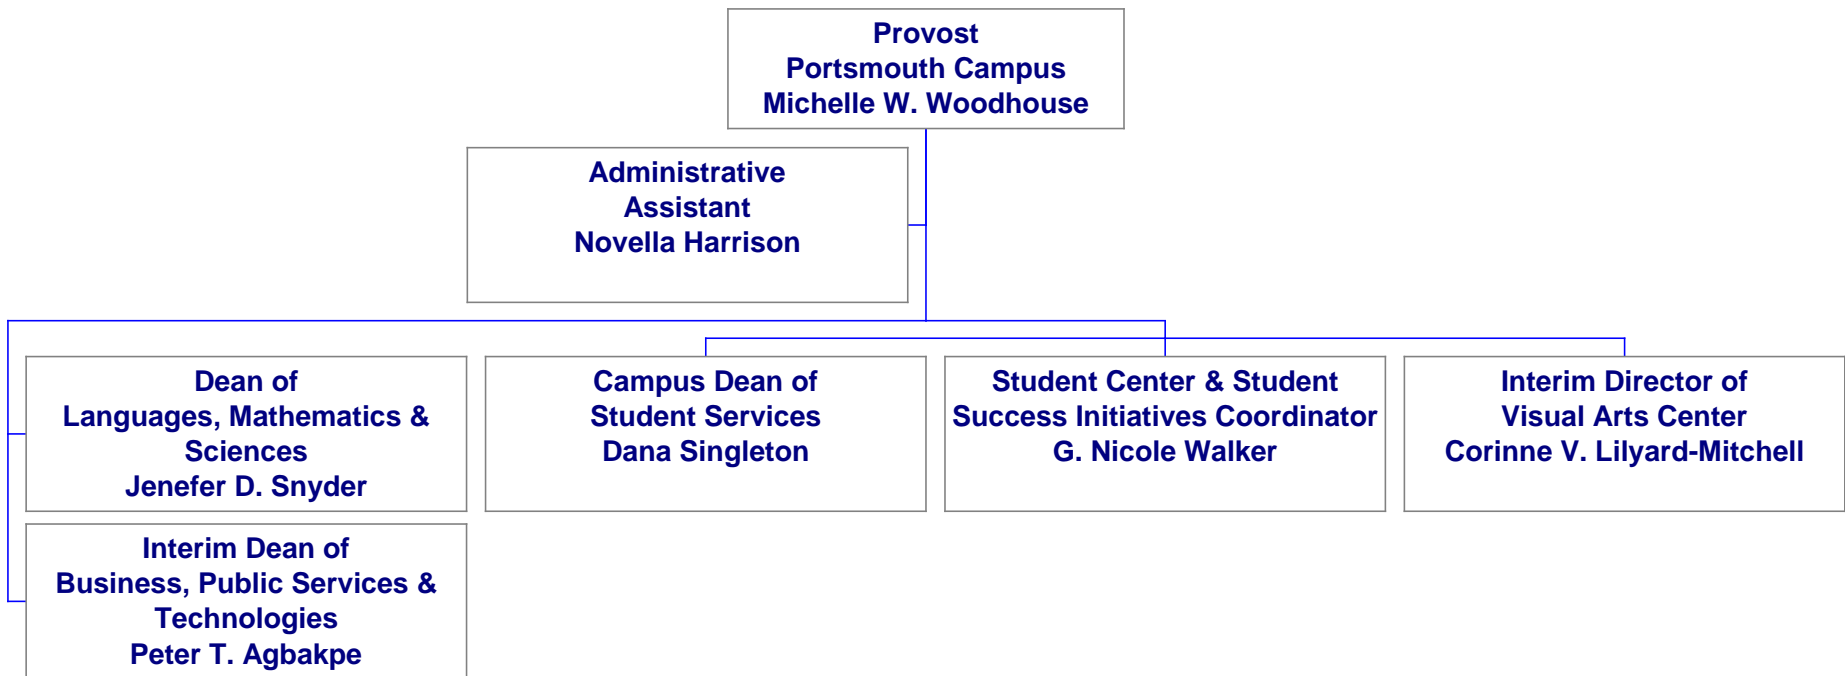 Provost
Portsmouth Campus
Michelle W. Woodhouse
Administrative
Assistant
Novella Harrison
Dean of
Languages, Mathematics &
Sciences
Jenefer D. Snyder
Campus Dean of
Student Services
Dana Singleton
Student Center & Student
Success Initiatives Coordinator
G. Nicole Walker
Interim Director of
Visual Arts Center
Corinne V. Lilyard-Mitchell
Interim Dean of
Business, Public Services &
Technologies
Peter T. Agbakpe